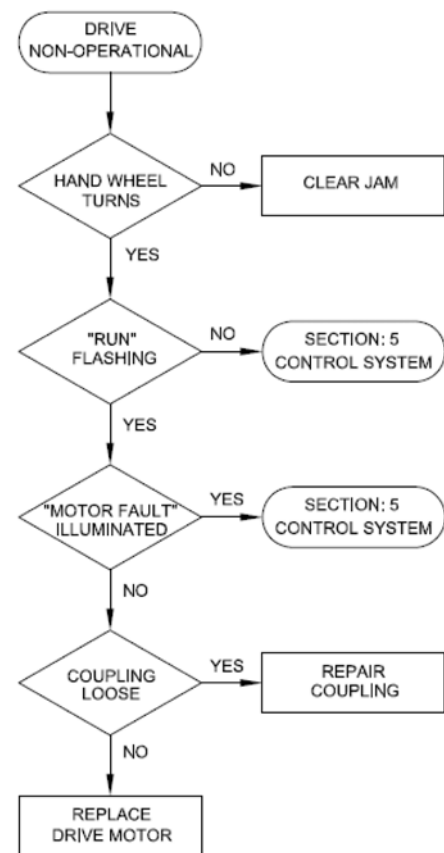 DRIVE
NON-OPERATIONAL
HAND WHEEL
TURNS
NO
CLEAR JAM
YES
"RUN"
FLASHING
NO
SECTION: 5
CONTROL SYSTEM
YES
"MOTOR FAULT"
ILLUMINATED
YES
SECTION: 5
CONTROL SYSTEM
NO
COUPLING
LOOSE
YES
REPAIR
COUPLING
NO
REPLACE
DRIVE MOTOR